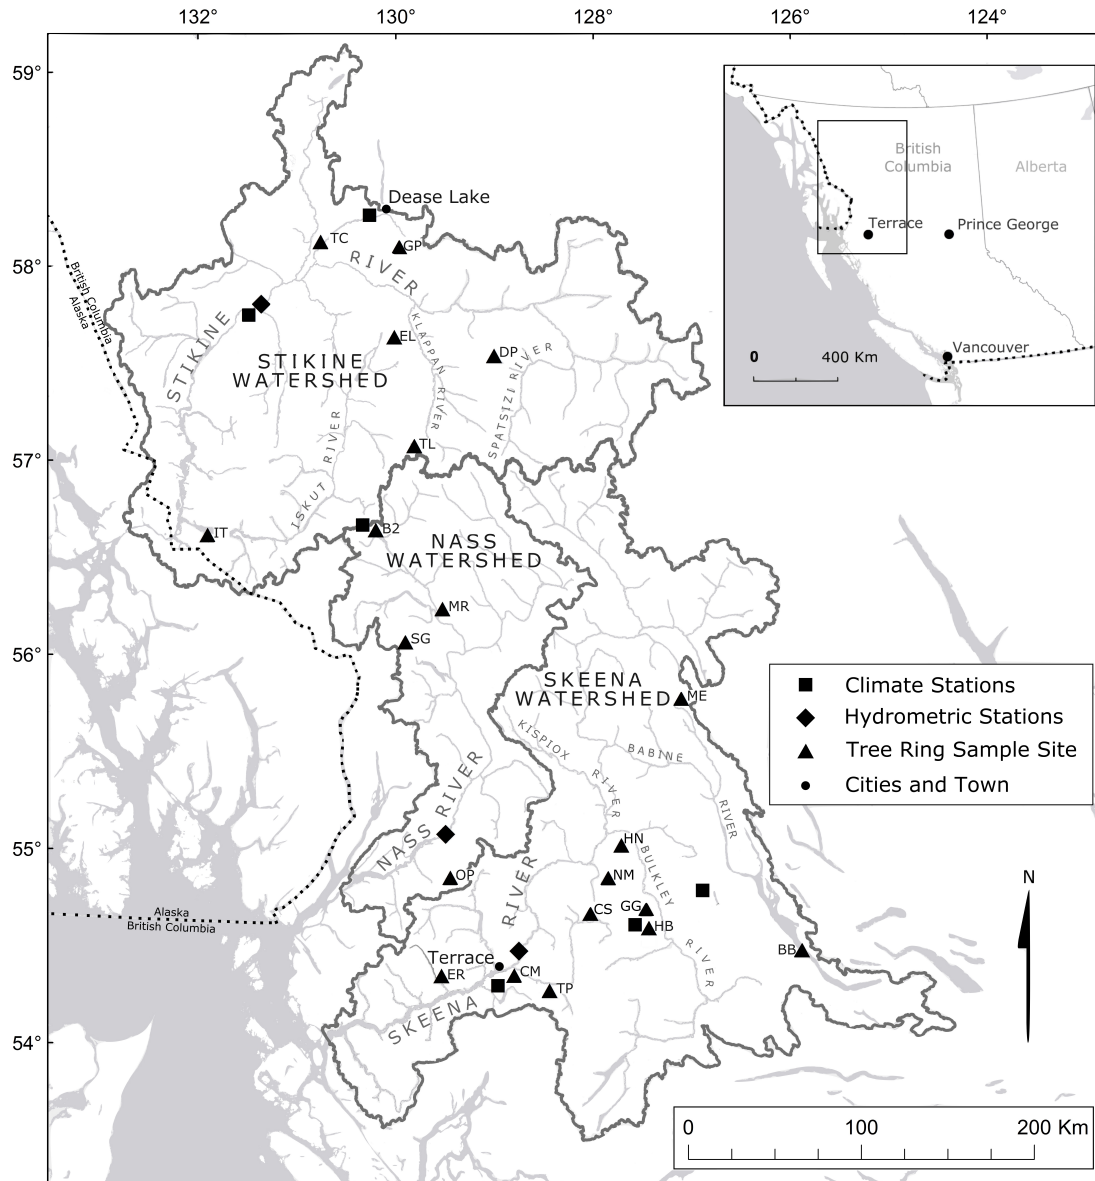 132° 130° 128° 126° 124°
59°
58°
57°
56°
55°
54°
British
Columbia
Alberta
Terrace
Prince George
Vancouver
0 400 Km
Dease Lake
TC
GP
STIKINE
RIVER
British Columbia
Alaska
EL
KLAPPAN RIVER
DP
SPATSIZI RIVER
STIKINE
WATERSHED
ISKUT RIVER
TL
IT
B2
NASS
WATERSHED
MR
SG
SKEENA
WATERSHED
ME
KISPIOX
RIVER
BABINE
RIVER
NASS RIVER
HN
NM
BULKLEY
RIVER
OP
CS
GG
HB
BB
Alaska
British Columbia
RIVER
Terrace
ER
CM
TP
SKEENA
Climate Stations
Hydrometric Stations
Tree Ring Sample Site
Cities and Town
N
0 100 200 Km